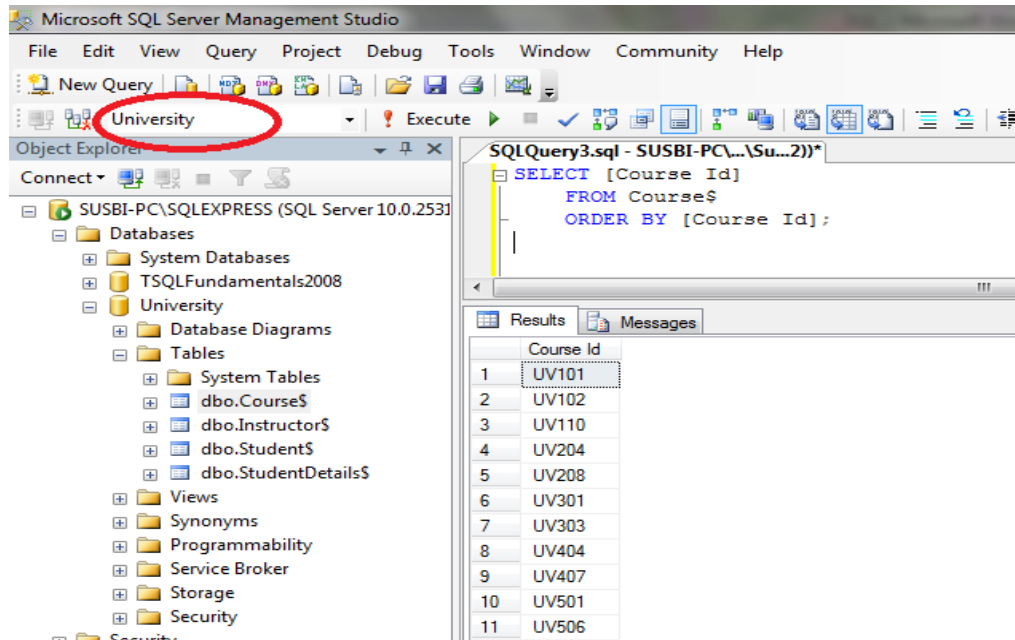 Microsoft SQL Server Management Studio
File Edit View Query Project Debug Tools Window Community Help
New Query
University Execute
Object Explorer
Connect
SUSBI-PC\SQLEXPRESS (SQL Server 10.0.2531
Databases
System Databases
TSQLFundamentals2008
University
Database Diagrams
Tables
System Tables
dbo.Course$
dbo.Instructor$
dbo.Student$
dbo.StudentDetails$
Views
Synonyms
Programmability
Service Broker
Storage
Security
Security
SQLQuery3.sql - SUSBI-PC\...\Su...2))*
SELECT [Course Id]
FROM Course$
ORDER BY [Course Id];
Results Messages
Course Id
1 UV101
2 UV102
3 UV110
4 UV204
5 UV208
6 UV301
7 UV303
8 UV404
9 UV407
10 UV501
11 UV506